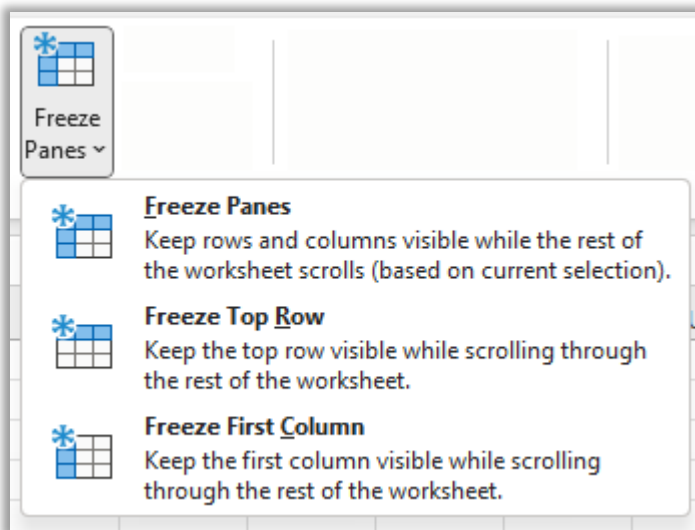 Freeze
Panes
Freeze Panes
Keep rows and columns visible while the rest of
the worksheet scrolls (based on current selection).
Freeze Top Row
Keep the top row visible while scrolling through
the rest of the worksheet.
Freeze First Column
Keep the first column visible while scrolling
through the rest of the worksheet.